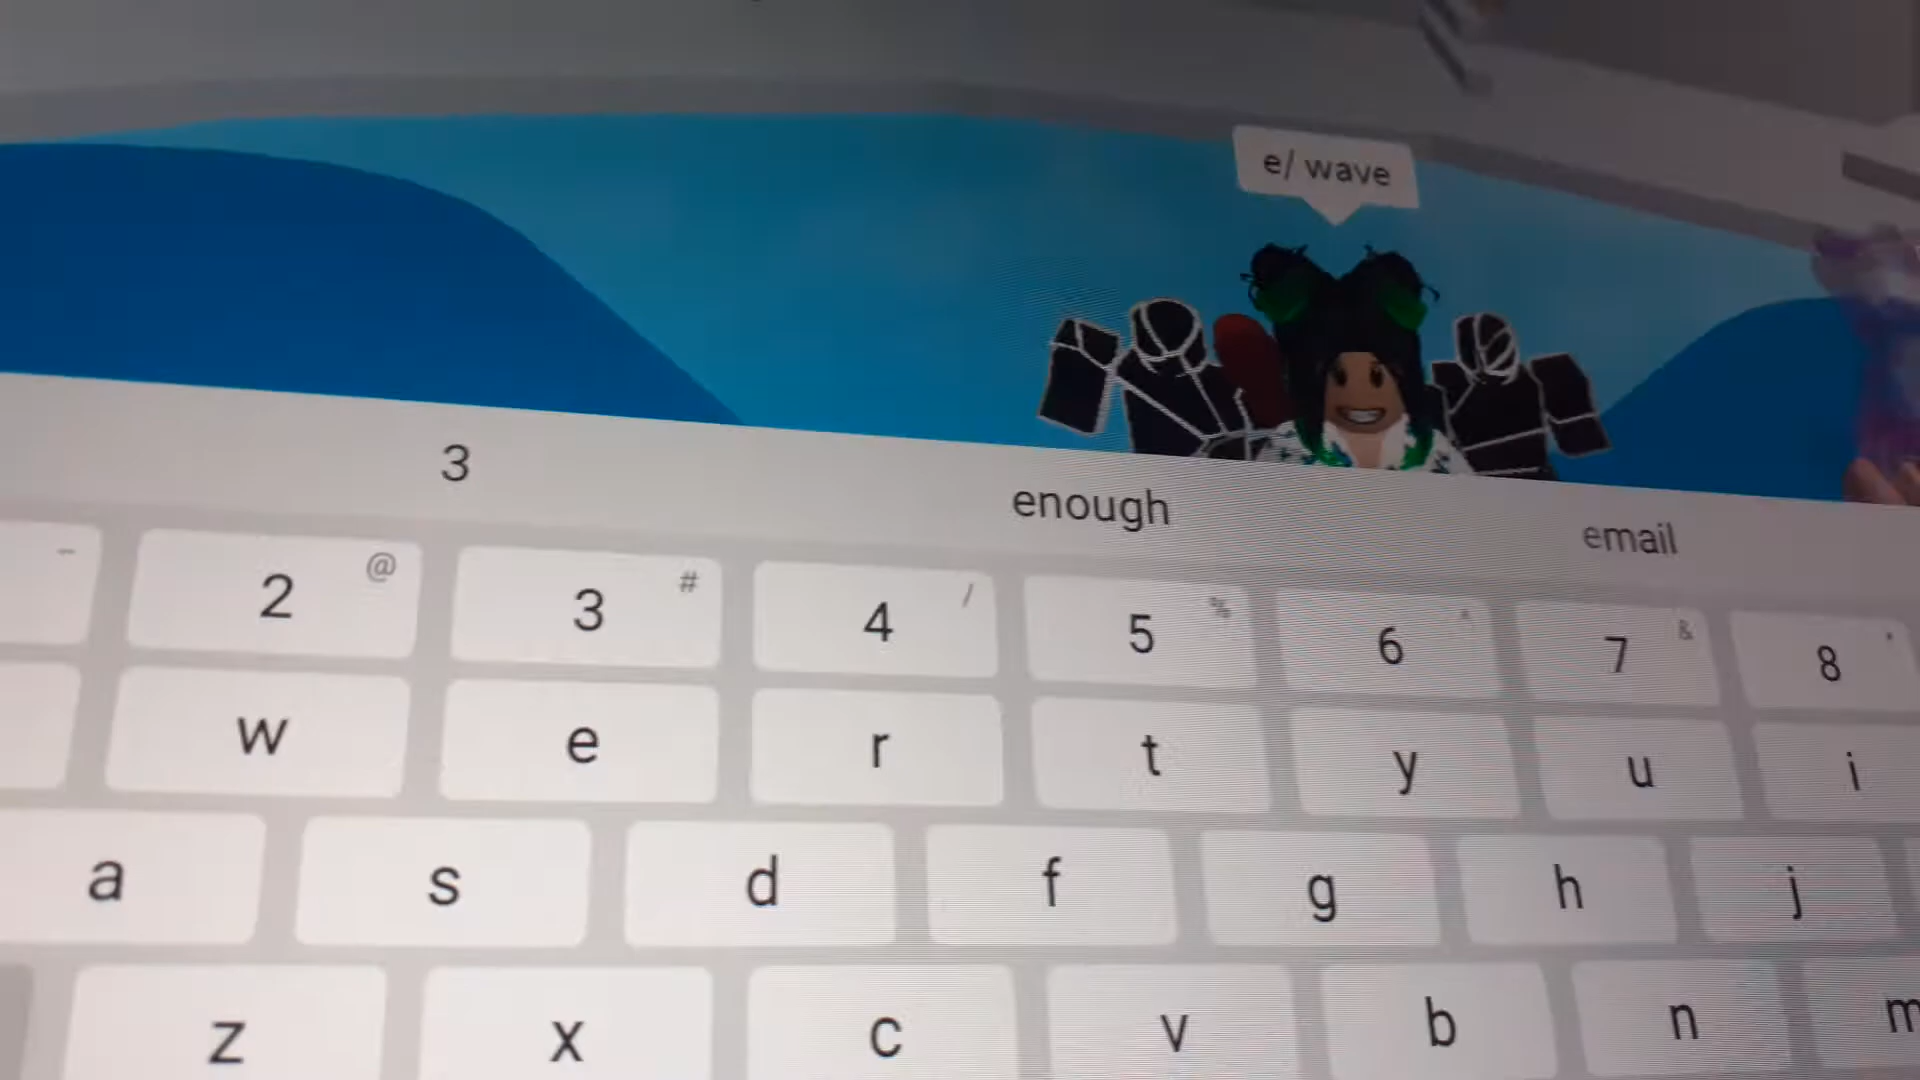 e/ wave
3 enough email
-
2 @ 3 # 4 / 5 % 6 ^ 7 & 8
w e r t y u i
a s d f g h j
z x c v b n m